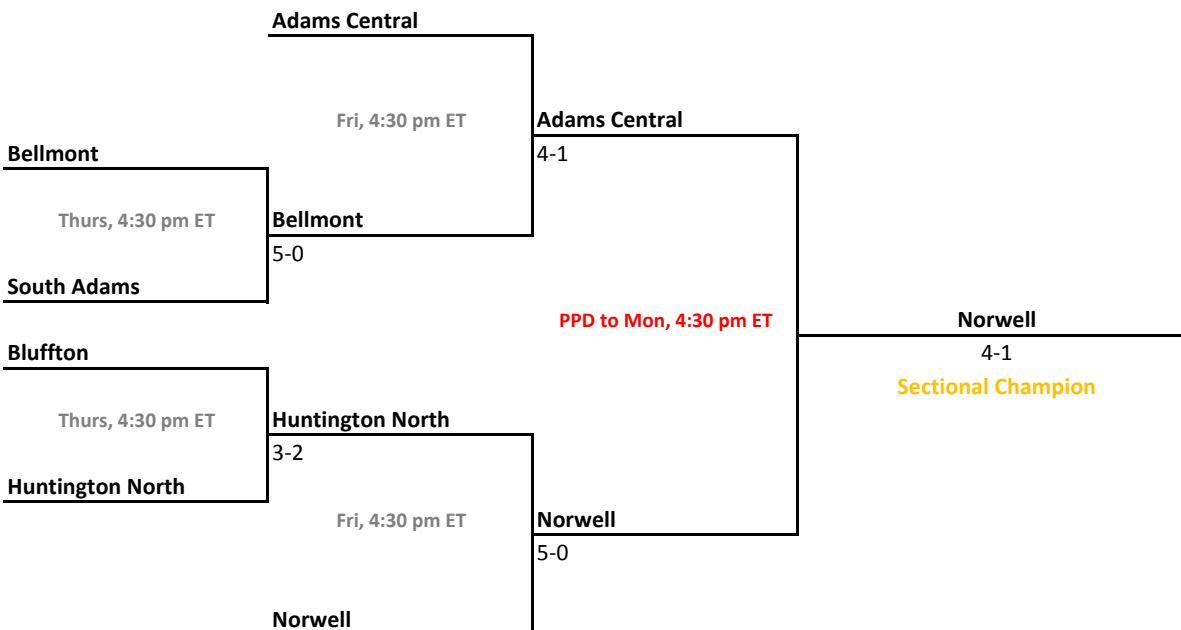 Adams Central
Fri, 4:30 pm ET
Adams Central
Bellmont
4-1
Thurs, 4:30 pm ET
Bellmont
5-0
South Adams
PPD to Mon, 4:30 pm ET
Norwell
Bluffton
4-1
Sectional Champion
Thurs, 4:30 pm ET
Huntington North
3-2
Huntington North
Fri, 4:30 pm ET
Norwell
5-0
Norwell